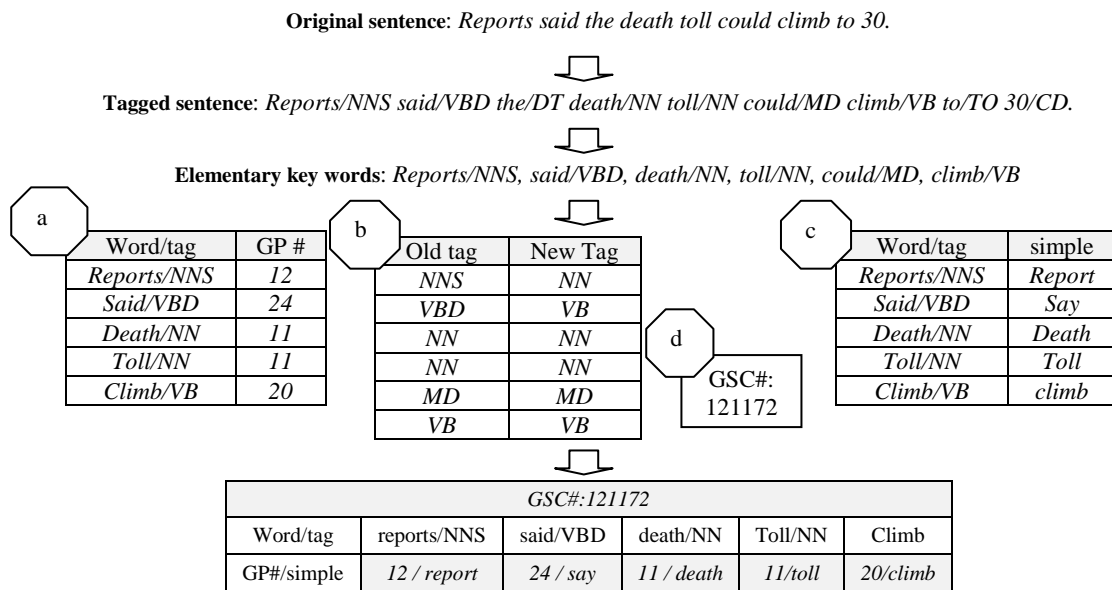 Original sentence: Reports said the death toll could climb to 30.
Tagged sentence: Reports/NNS said/VBD the/DT death/NN toll/NN could/MD climb/VB to/TO 30/CD.
Elementary key words: Reports/NNS, said/VBD, death/NN, toll/NN, could/MD, climb/VB
a
Word/tag GP #
Reports/NNS 12
Said/VBD 24
Death/NN 11
Toll/NN 11
Climb/VB 20
b
Old tag New Tag
NNS NN
VBD VB
NN NN
NN NN
MD MD
VB VB
d
GSC#:
121172
c
Word/tag simple
Reports/NNS Report
Said/VBD Say
Death/NN Death
Toll/NN Toll
Climb/VB climb
GSC#:121172
Word/tag reports/NNS said/VBD death/NN Toll/NN Climb
GP#/simple 12 / report 24 / say 11 / death 11/toll 20/climb